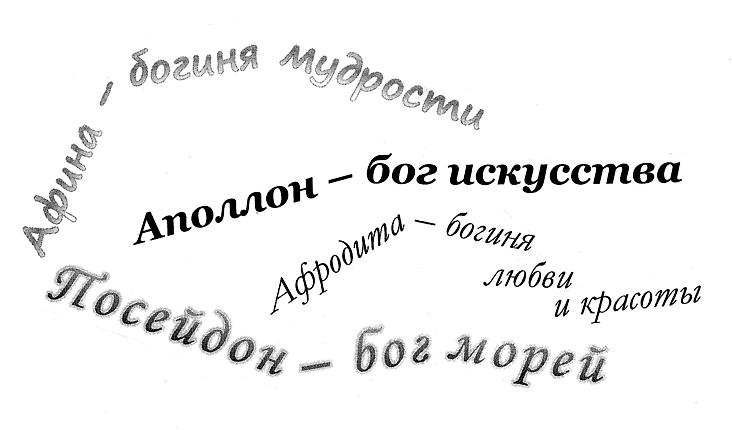 Афина – богиня мудрости
Аполлон – бог искусства
Афродита – богиня
любви
и красоты
Посейдон – бог морей